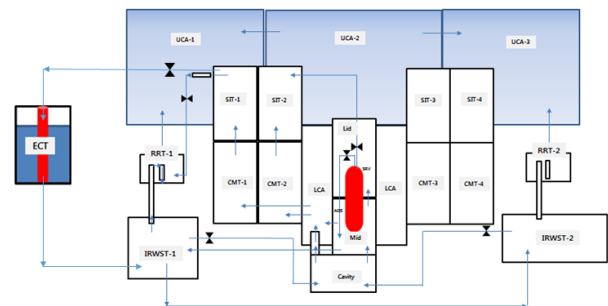 UCA-1
UCA-2
UCA-3
SIT-1
SIT-2
SIT-3
SIT-4
Lid
ECT
RRT-1
SRV
RRT-2
CMT-1
CMT-2
LCA
LCA
CMT-3
CMT-4
ADS
Mid
IRWST-1
IRWST-2
Cavity